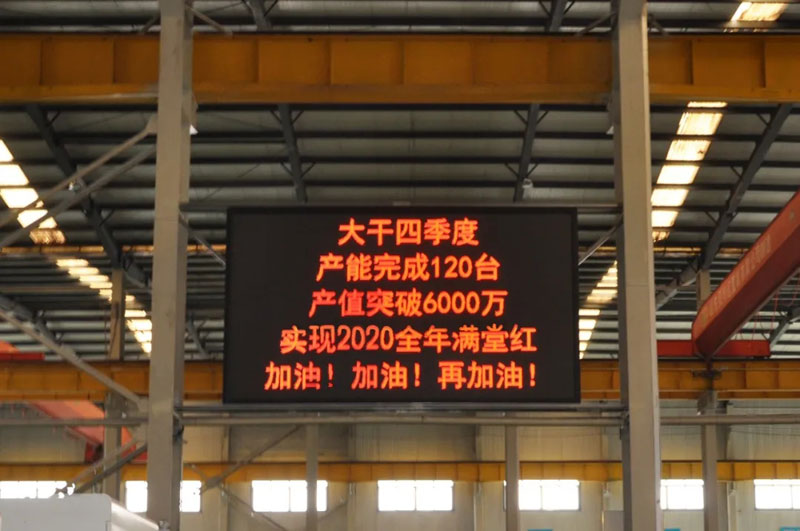 大干四季度
产能完成120台
产值突破6000万
实现2020全年满堂红
加油！加油！再加油！